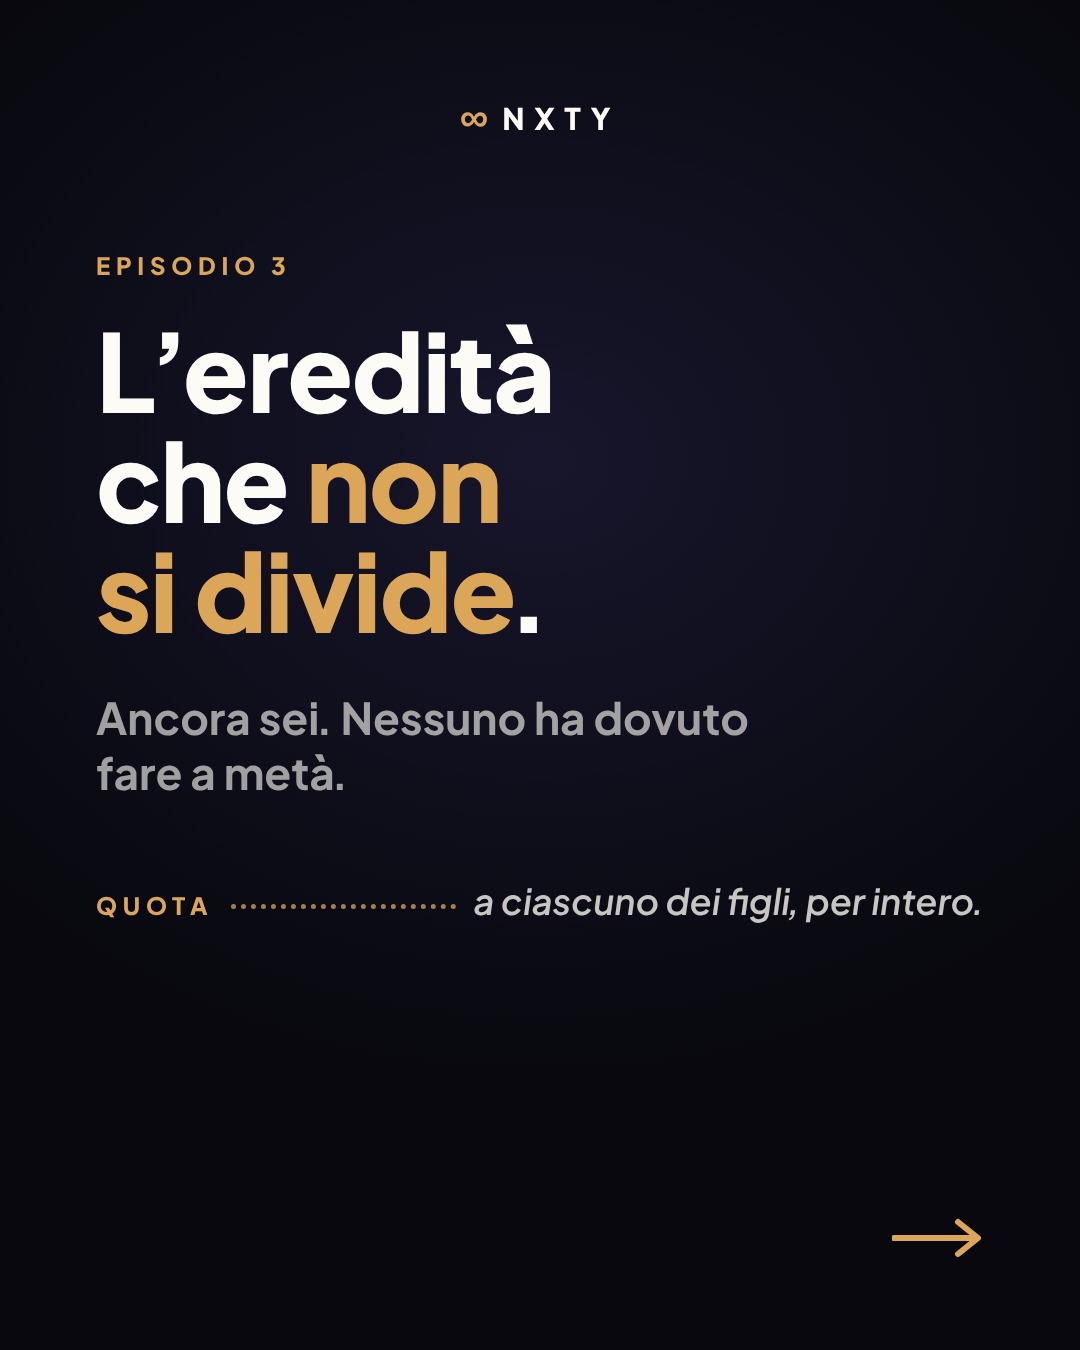 ∞ NXTY
EPISODIO 3
L’eredità
che non
si divide.
Ancora sei. Nessuno ha dovuto
fare a metà.
QUOTA ........................ a ciascuno dei figli, per intero.